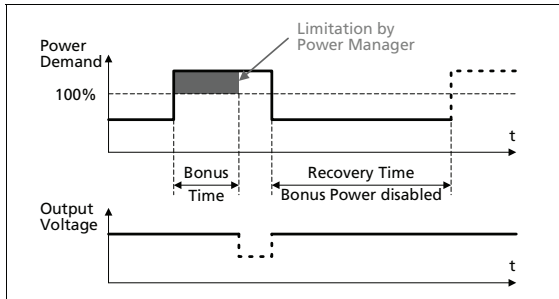 Limitation by
Power Manager
Power
Demand
100%
t
Bonus
Time
Recovery Time
Bonus Power disabled
Output
Voltage
t